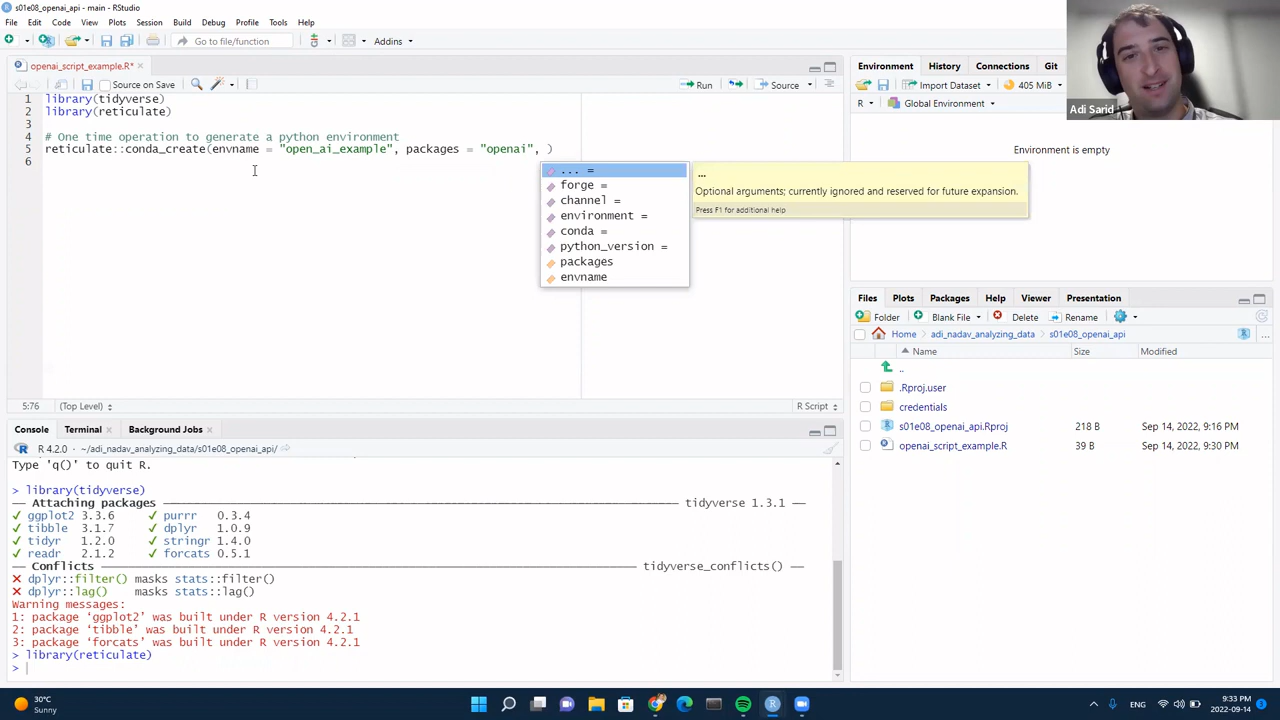 s01e08_openai_api - main - RStudio
File Edit Code View Plots Session Build Debug Profile Tools Help
Go to file/function
Addins
openai_script_example.R*
Source on Save
Run
Source
1 library(tidyverse)
2 library(reticulate)
3
4 # One time operation to generate a python environment
5 reticulate::conda_create(envname = "open_ai_example", packages = "openai", )
6
... =
forge =
channel =
environment =
conda =
python_version =
packages
envname
...
Optional arguments; currently ignored and reserved for future expansion.
Press F1 for additional help
5:76
(Top Level)
R Script
Console Terminal Background Jobs
R 4.2.0 · ~/adi_nadav_analyzing_data/s01e08_openai_api/
Type 'q()' to quit R.
> library(tidyverse)
── Attaching packages ── tidyverse 1.3.1 ──
✓ ggplot2 3.3.6 ✓ purrr 0.3.4
✓ tibble 3.1.7 ✓ dplyr 1.0.9
✓ tidyr 1.2.0 ✓ stringr 1.4.0
✓ readr 2.1.2 ✓ forcats 0.5.1
── Conflicts ── tidyverse_conflicts() ──
✗ dplyr::filter() masks stats::filter()
✗ dplyr::lag() masks stats::lag()
Warning messages:
1: package ‘ggplot2’ was built under R version 4.2.1
2: package ‘tibble’ was built under R version 4.2.1
3: package ‘forcats’ was built under R version 4.2.1
> library(reticulate)
>
Environment History Connections Git
Import Dataset
405 MiB
R
Global Environment
Environment is empty
Adi Sarid
Files Plots Packages Help Viewer Presentation
Folder Blank File Delete Rename
Home adi_nadav_analyzing_data s01e08_openai_api
...
Name Size Modified
..
.Rproj.user
credentials
s01e08_openai_api.Rproj 218 B Sep 14, 2022, 9:16 PM
openai_script_example.R 39 B Sep 14, 2022, 9:30 PM
30°C
Sunny
ENG
9:33 PM
2022-09-14